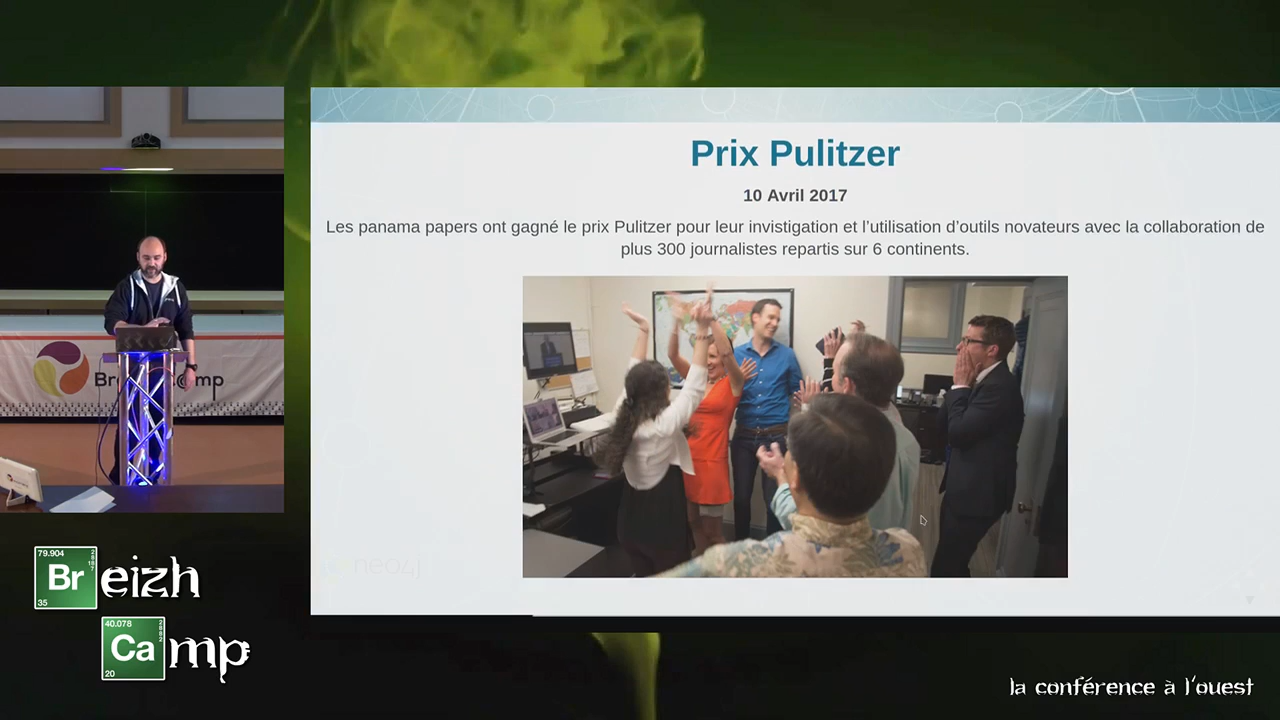 Prix Pulitzer
10 Avril 2017
Les panama papers ont gagné le prix Pulitzer pour leur invistigation et l'utilisation d'outils novateurs avec la collaboration de
plus 300 journalistes repartis sur 6 continents.
neo4j
79.904
Br eizh
35
40.078
Ca mp
20
la conférence à l'ouest